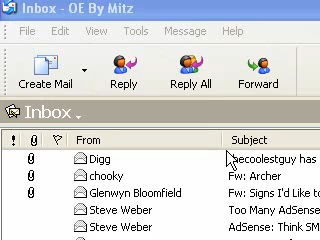 Inbox - OE By Mitz
File Edit View Tools Message Help
Create Mail Reply Reply All Forward
Inbox
! From Subject
Digg hecoolestguy has
chooky Fw: Archer
Glenwyn Bloomfield Fw: Signs I'd Like to
Steve Weber Too Many AdSense
Steve Weber AdSense: Think SM